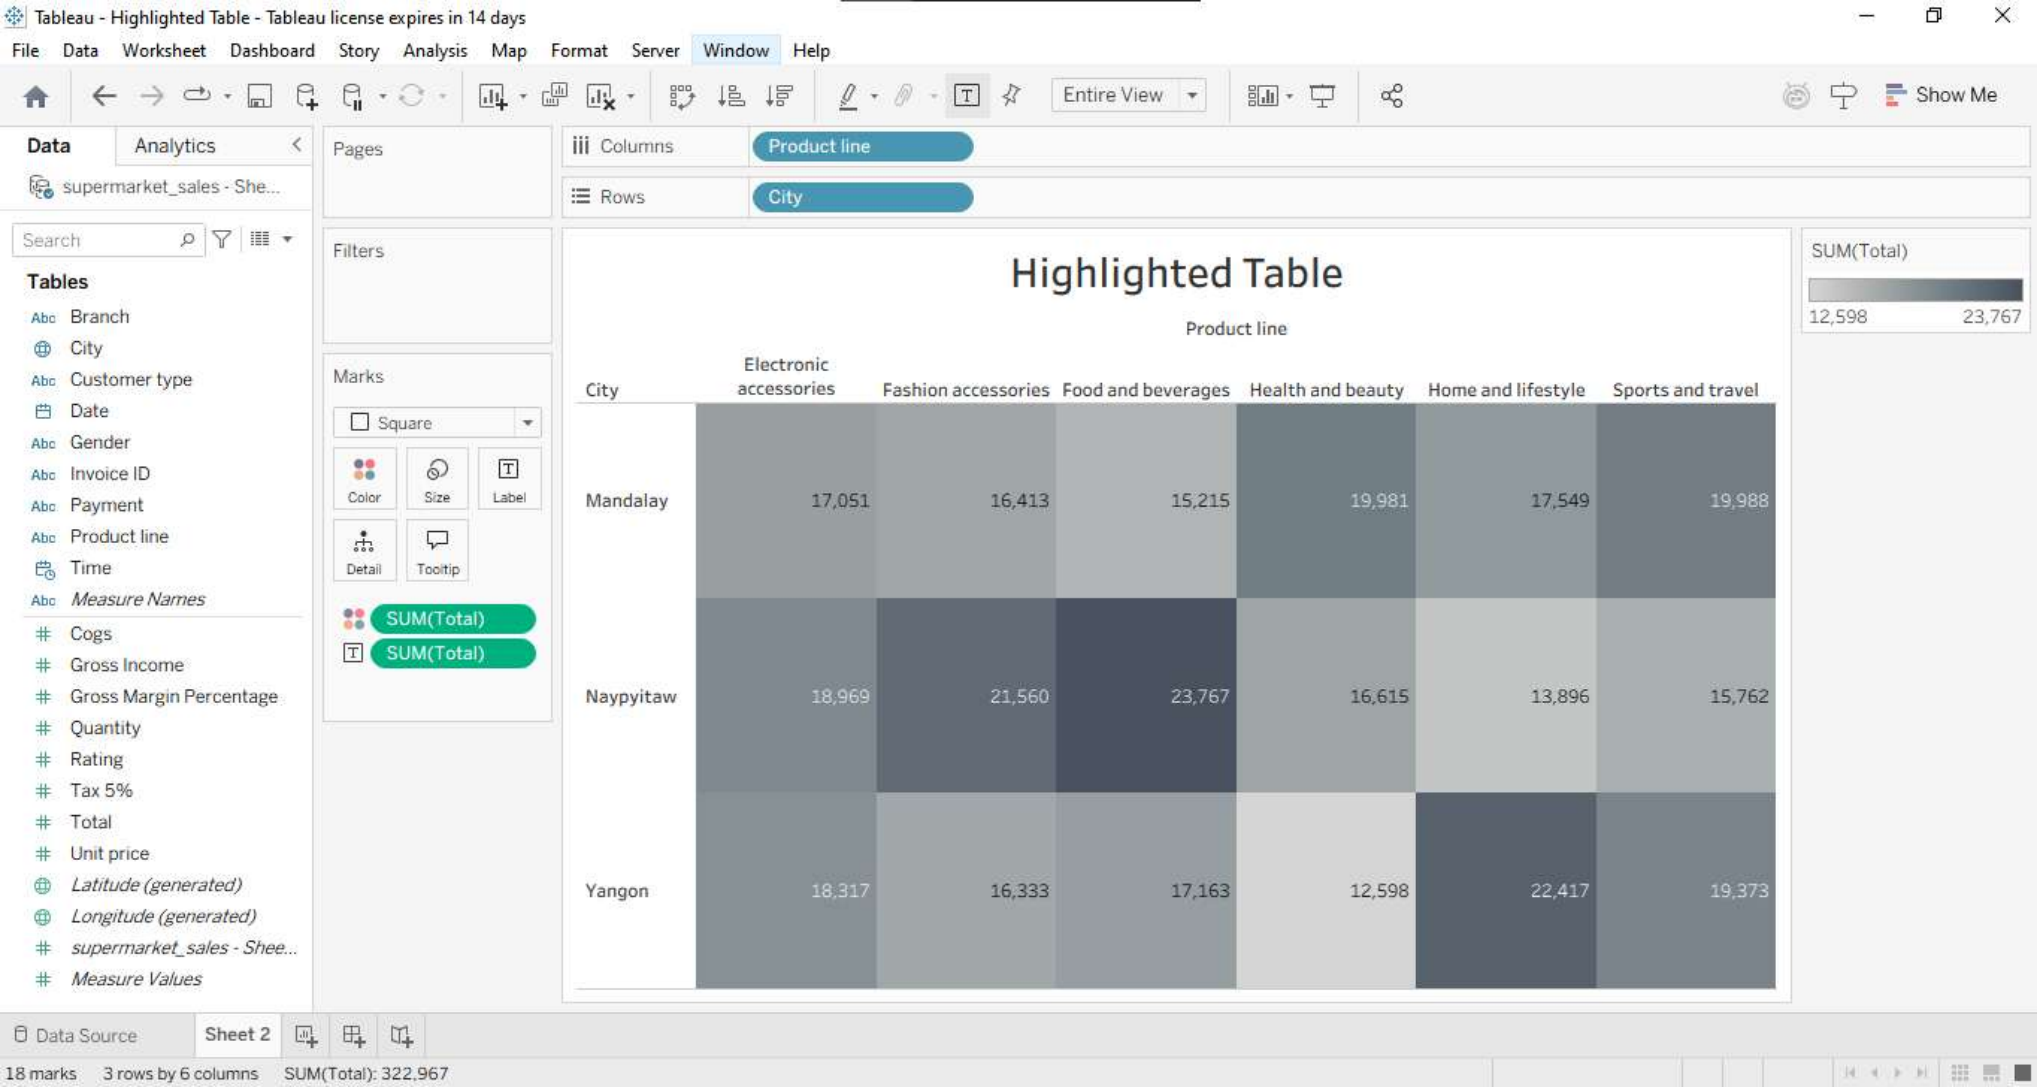 Tableau - Highlighted Table - Tableau license expires in 14 days
File Data Worksheet Dashboard Story Analysis Map Format Server Window Help
Entire View
Show Me
Data Analytics
supermarket_sales - She...
Search
Tables
Abc Branch
City
Abc Customer type
Date
Abc Gender
Abc Invoice ID
Abc Payment
Abc Product line
Time
Abc Measure Names
# Cogs
# Gross Income
# Gross Margin Percentage
# Quantity
# Rating
# Tax 5%
# Total
# Unit price
Latitude (generated)
Longitude (generated)
# supermarket_sales - Shee...
# Measure Values
Pages
Filters
Marks
Square
Color Size T Label
Detail Tooltip
SUM(Total)
T SUM(Total)
Columns Product line
Rows City
Highlighted Table
Product line
City Electronic accessories Fashion accessories Food and beverages Health and beauty Home and lifestyle Sports and travel
Mandalay 17,051 16,413 15,215 19,981 17,549 19,988
Naypyitaw 18,969 21,560 23,767 16,615 13,896 15,762
Yangon 18,317 16,333 17,163 12,598 22,417 19,373
SUM(Total)
12,598 23,767
Data Source Sheet 2
18 marks 3 rows by 6 columns SUM(Total): 322,967